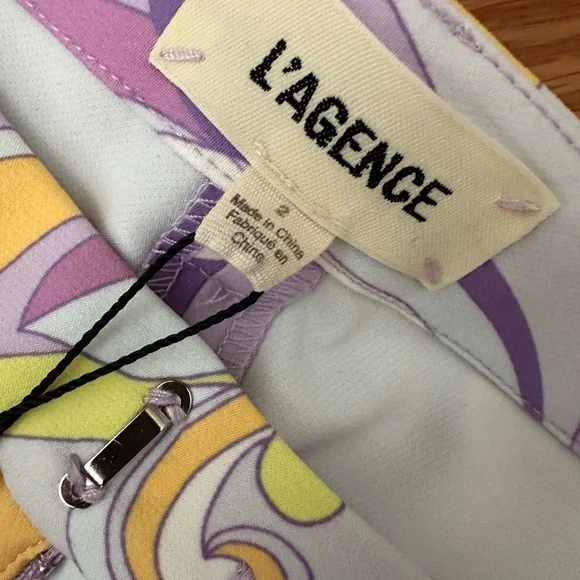 L'AGENCE
2
Made in China
Fabriqué en
Chine